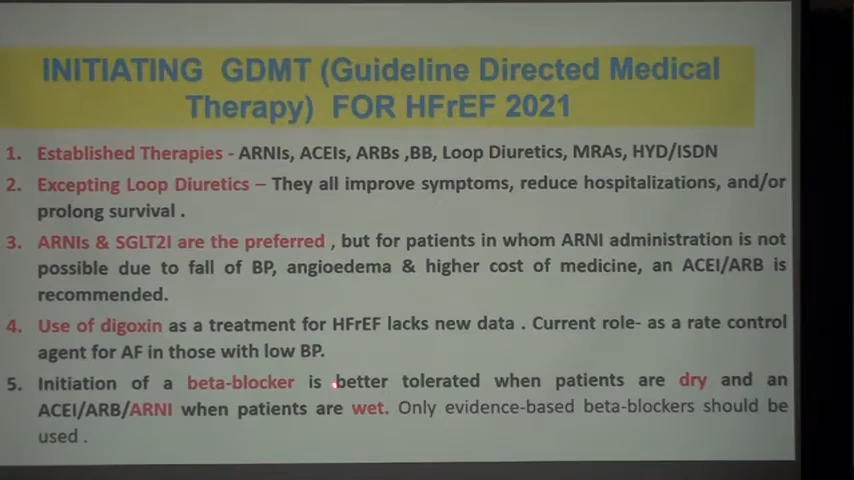 INITIATING GDMT (Guideline Directed Medical
Therapy) FOR HFrEF 2021
1. Established Therapies - ARNIs, ACEIs, ARBs ,BB, Loop Diuretics, MRAs, HYD/ISDN
2. Excepting Loop Diuretics – They all improve symptoms, reduce hospitalizations, and/or
prolong survival .
3. ARNIs & SGLT2I are the preferred , but for patients in whom ARNI administration is not
possible due to fall of BP, angioedema & higher cost of medicine, an ACEI/ARB is
recommended.
4. Use of digoxin as a treatment for HFrEF lacks new data . Current role- as a rate control
agent for AF in those with low BP.
5. Initiation of a beta-blocker is better tolerated when patients are dry and an
ACEI/ARB/ARNI when patients are wet. Only evidence-based beta-blockers should be
used .